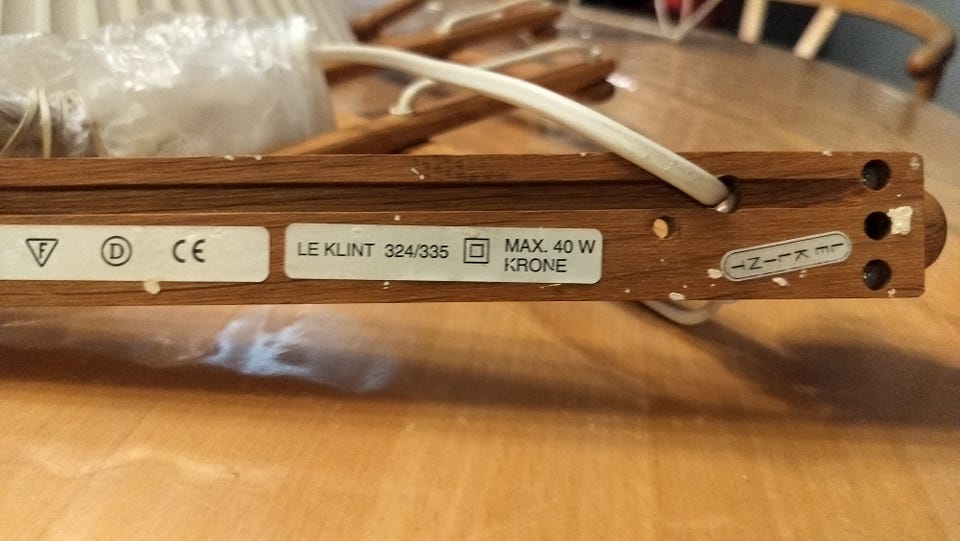 F D CE
LE KLINT 324/335 MAX. 40 W
KRONE
LE KLINT